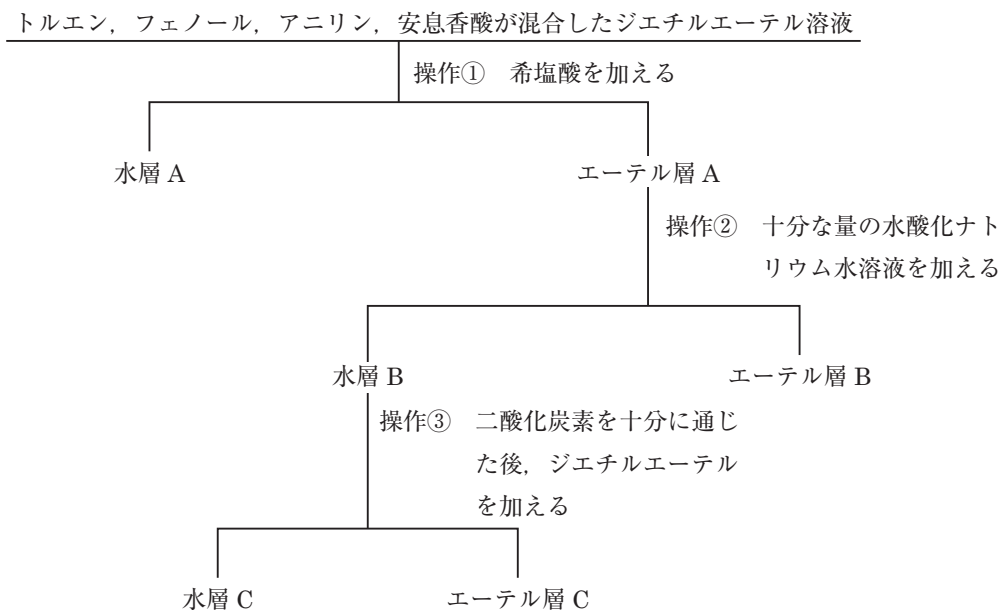 トルエン，フェノール，アニリン，安息香酸が混合したジエチルエーテル溶液
操作①　希塩酸を加える
水層 A
エーテル層 A
操作②　十分な量の水酸化ナト
リウム水溶液を加える
水層 B
エーテル層 B
操作③　二酸化炭素を十分に通じ
た後，ジエチルエーテル
を加える
水層 C
エーテル層 C